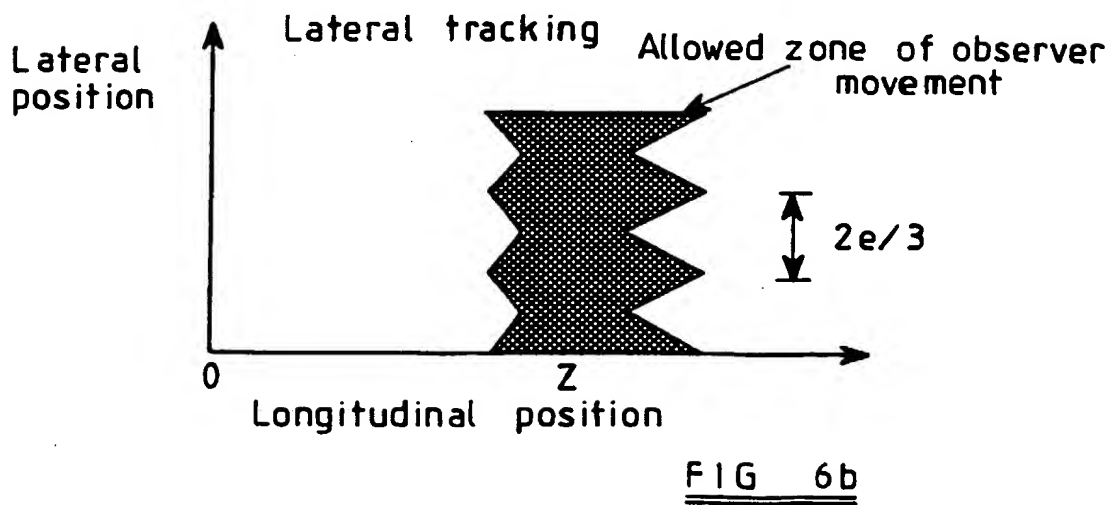 Lateral tracking
Lateral
position
Allowed zone of observer
movement
2e/3
0
Z
Longitudinal position
FIG 6b